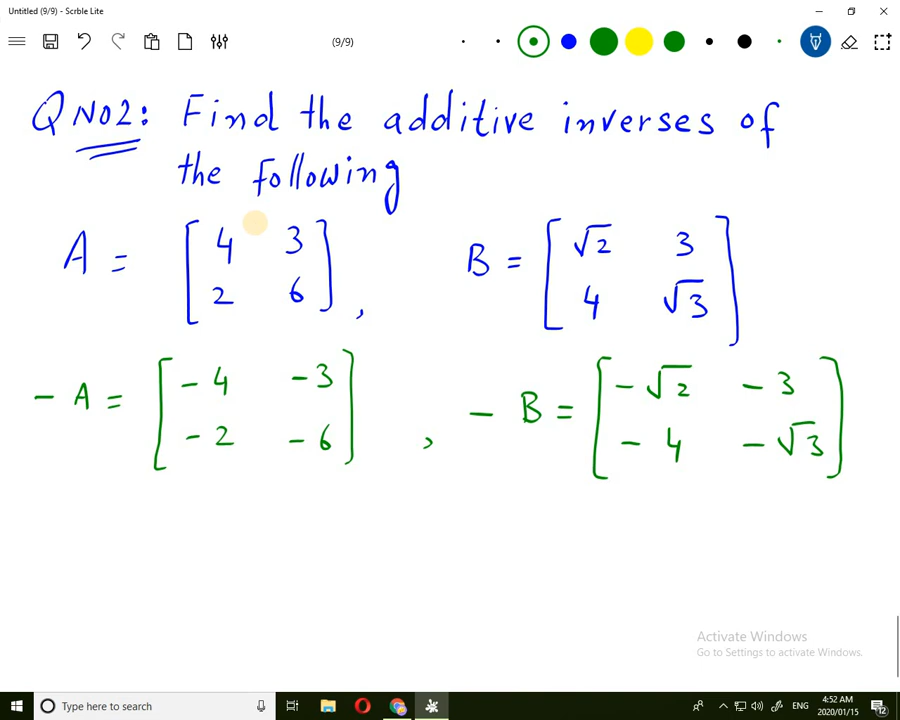 Untitled (9/9) - Scrble Lite
(9/9)
QNO2: Find the additive inverses of
the following
A = [ 4 3
2 6 ] ,
B = [ √2 3
4 √3 ]
- A = [ - 4 - 3
- 2 - 6 ] ,
- B = [ - √2 - 3
- 4 - √3 ]
Activate Windows
Go to Settings to activate Windows.
Type here to search
ENG
4:52 AM
2020/01/15
12